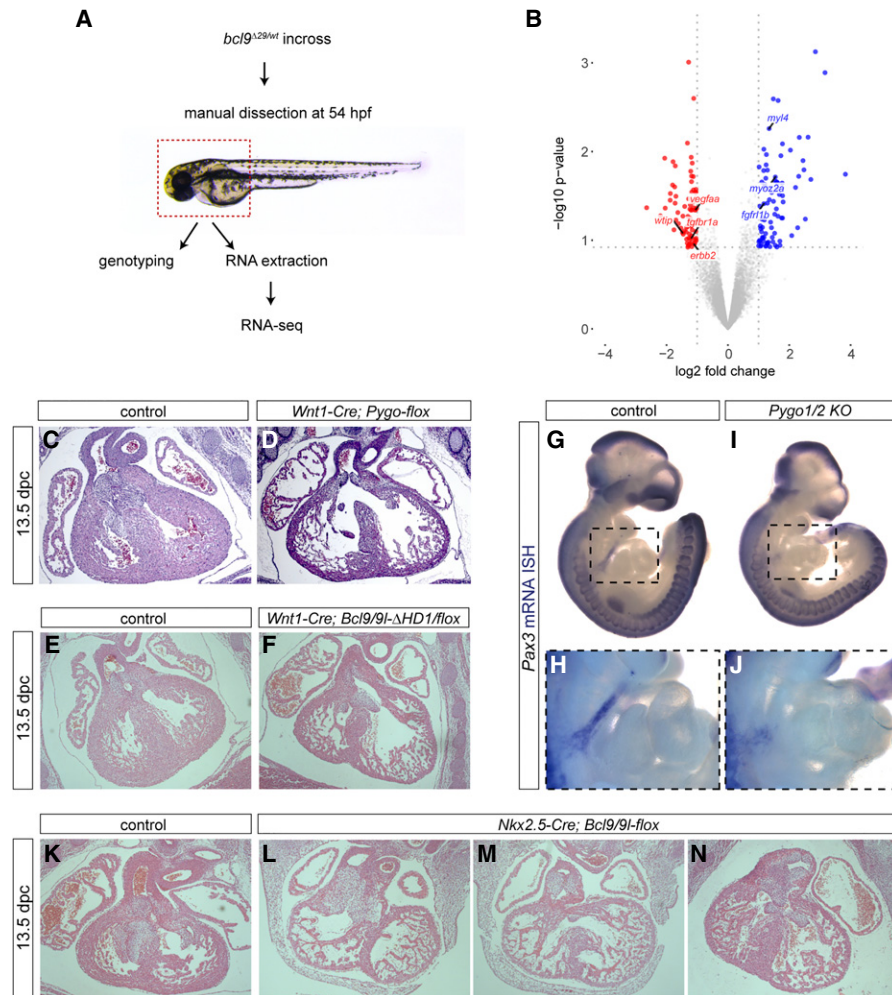 A
bcl9Δ29/wt incross
manual dissection at 54 hpf
genotyping
RNA extraction
RNA-seq
B
-log10 p-value
3
2
1
0
myl4
myoz2a
vegfaa
fgfrl1b
wtip
tgfbr1a
erbb2
-4
-2
0
2
4
log2 fold change
control
Wnt1-Cre; Pygo-flox
13.5 dpc
C
D
Wnt1-Cre; Bcl9/9l-ΔHD1/flox
13.5 dpc
E
F
control
Pygo1/2 KO
Pax3 mRNA ISH
G
I
H
J
control
Nkx2.5-Cre; Bcl9/9l-flox
13.5 dpc
K
L
M
N